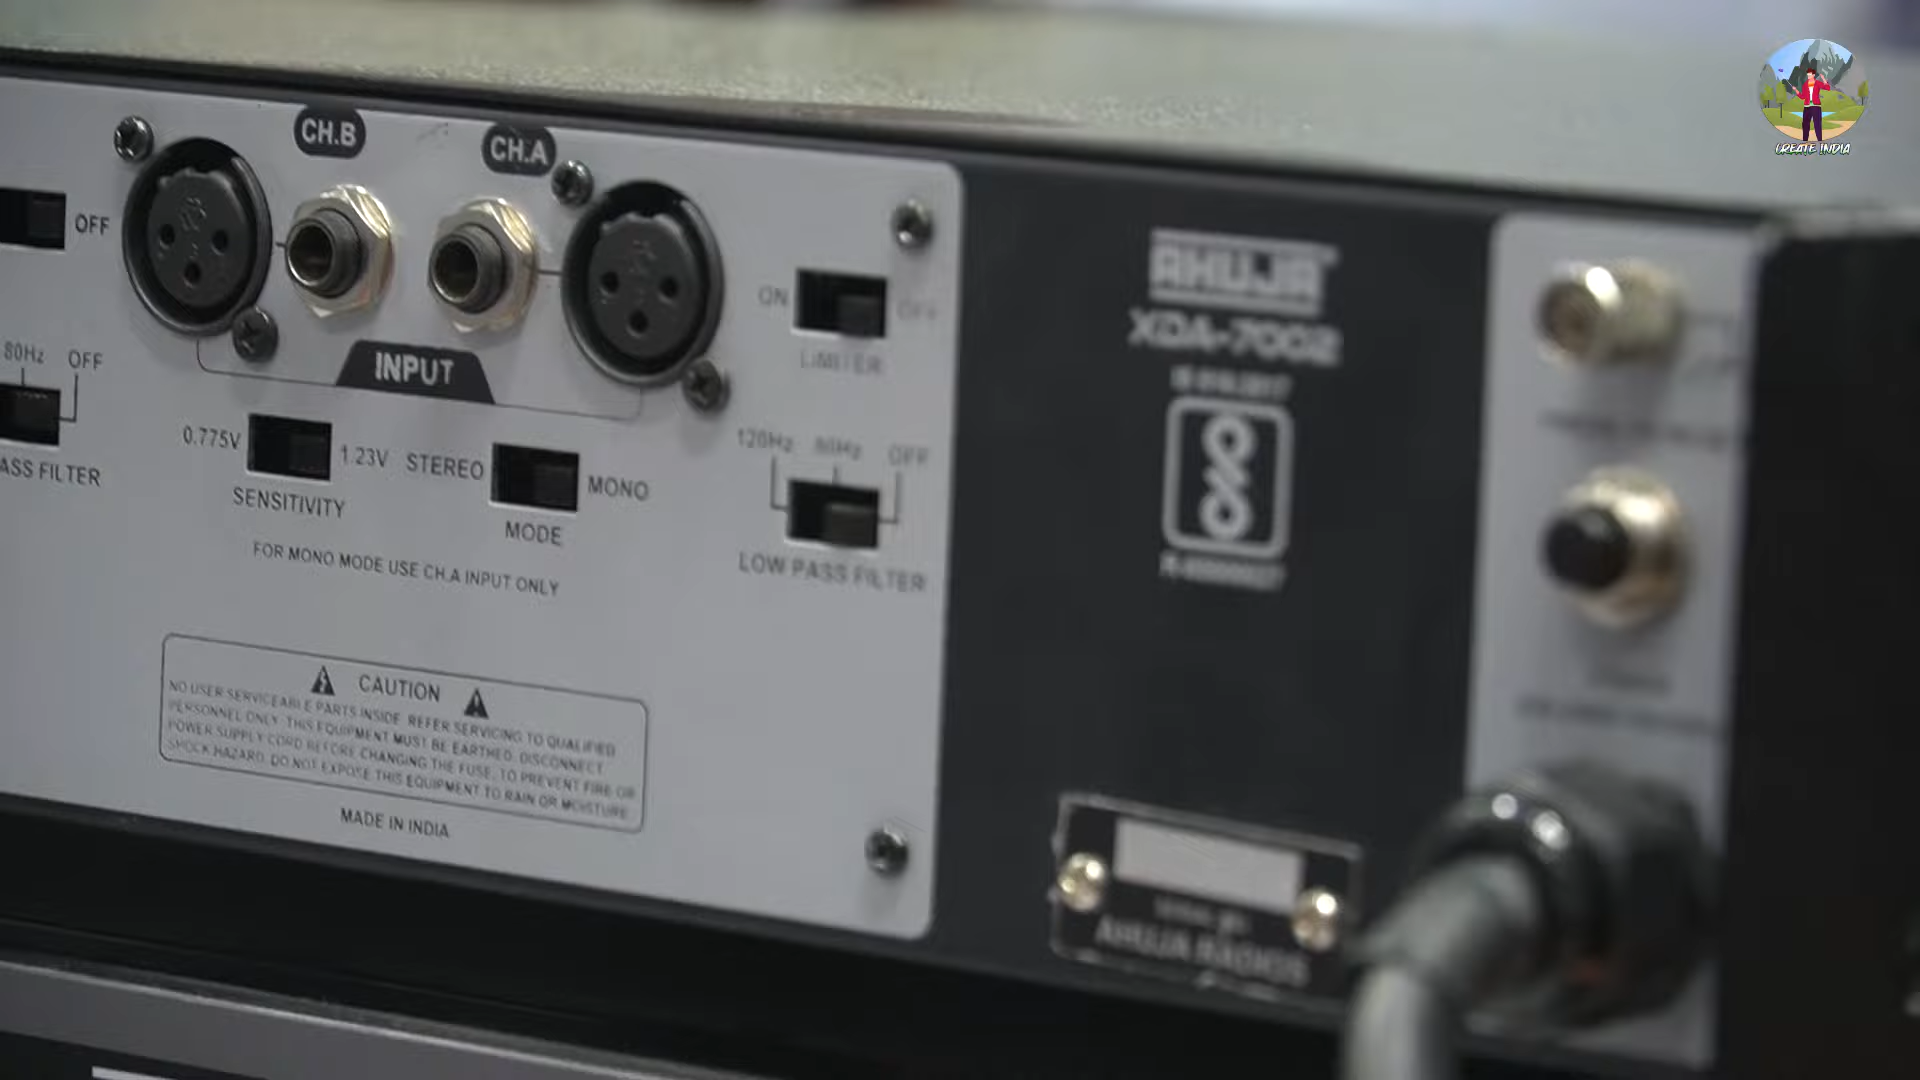 CREATE INDIA
CH.B
CH.A
OFF
ON OFF
LIMITER
INPUT
AHUJA
XDA-7002
80Hz OFF
ASS FILTER
0.775V 1.23V
SENSITIVITY
STEREO MONO
MODE
120Hz 80Hz OFF
LOW PASS FILTER
FOR MONO MODE USE CH.A INPUT ONLY
CAUTION
NO USER SERVICEABLE PARTS INSIDE. REFER SERVICING TO QUALIFIED
PERSONNEL ONLY. THIS EQUIPMENT MUST BE EARTHED. DISCONNECT
POWER SUPPLY CORD BEFORE CHANGING THE FUSE. TO PREVENT FIRE OR
SHOCK HAZARD. DO NOT EXPOSE THIS EQUIPMENT TO RAIN OR MOISTURE.
MADE IN INDIA
AHUJA RADIOS